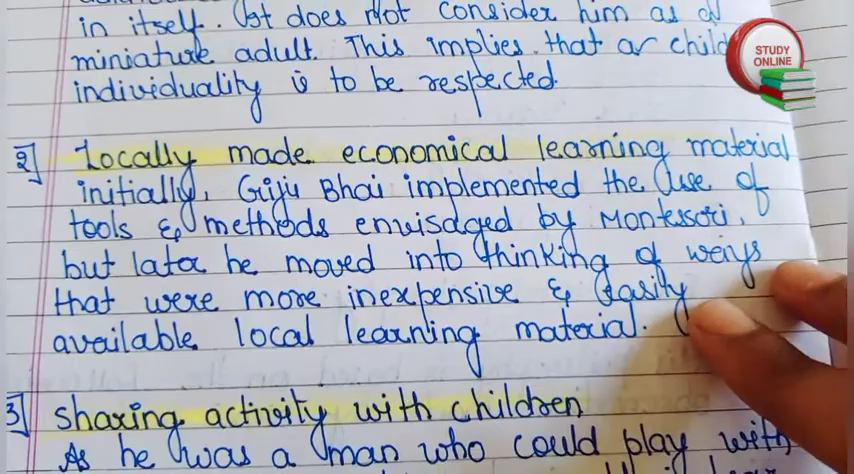 in itself. Ust does Not consider him as a
miniature adult. This implies that a child
individuality is to be respected.
STUDY
ONLINE
2] Locally made economical learning material
initially, Giju Bhai implemented the use of
tools & methods envisaged by Montessori,
but later he moved into thinking of ways
that were more inexpensive & Easity
available local learning material.
3] Sharing activity with children
As he was a man who could play with